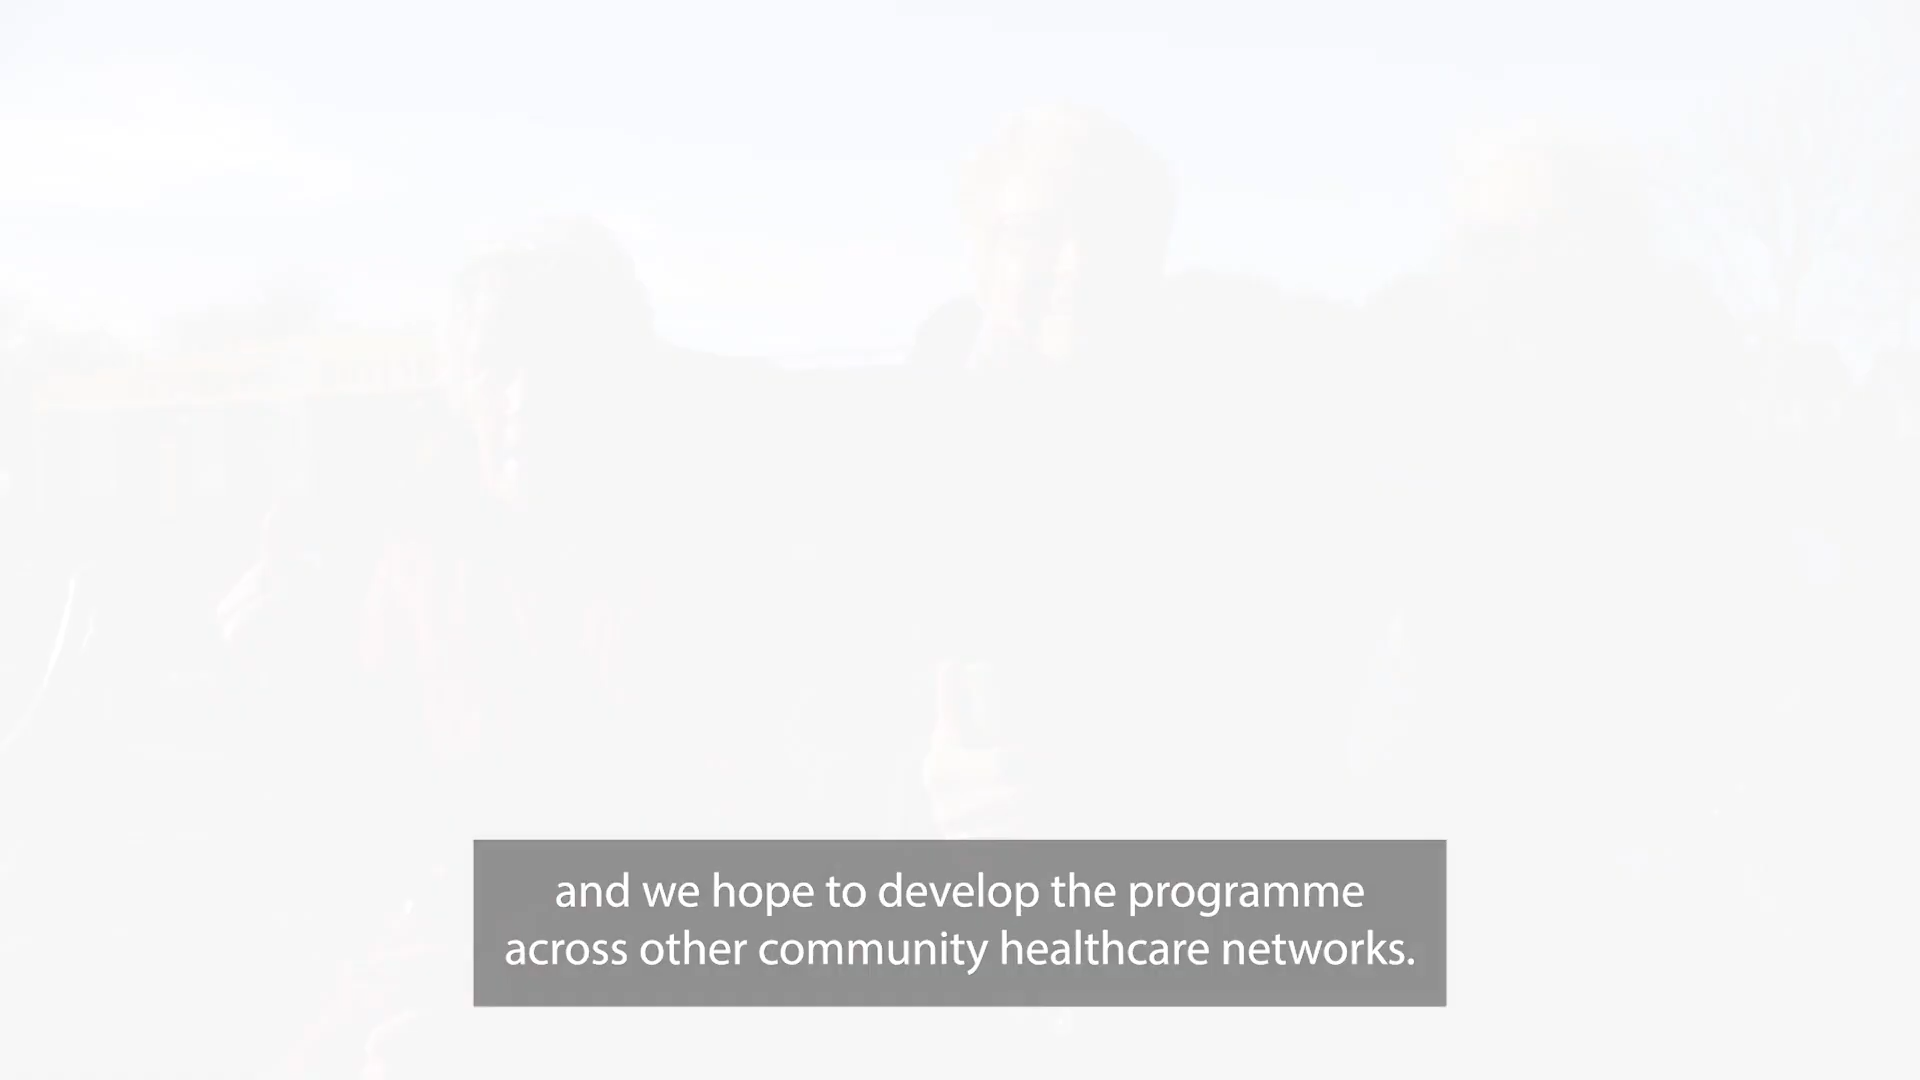 and we hope to develop the programme
across other community healthcare networks.